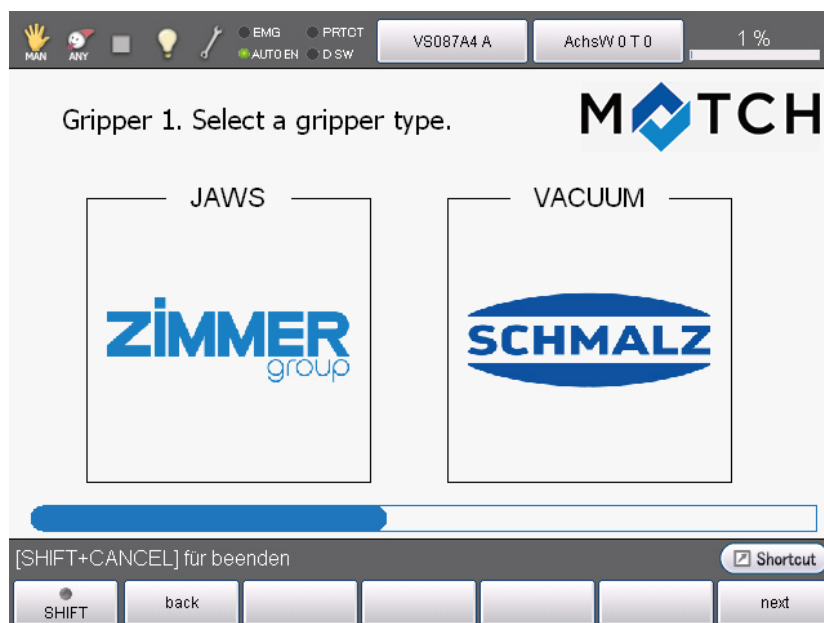 MAN
ANY
EMG
PRTCT
AUTO EN
D SW
VS087A4 A
AchsW 0 T 0
1 %
Gripper 1. Select a gripper type.
MATCH
JAWS
VACUUM
ZIMMER
group
SCHMALZ
[SHIFT+CANCEL] für beenden
Shortcut
SHIFT
back
next